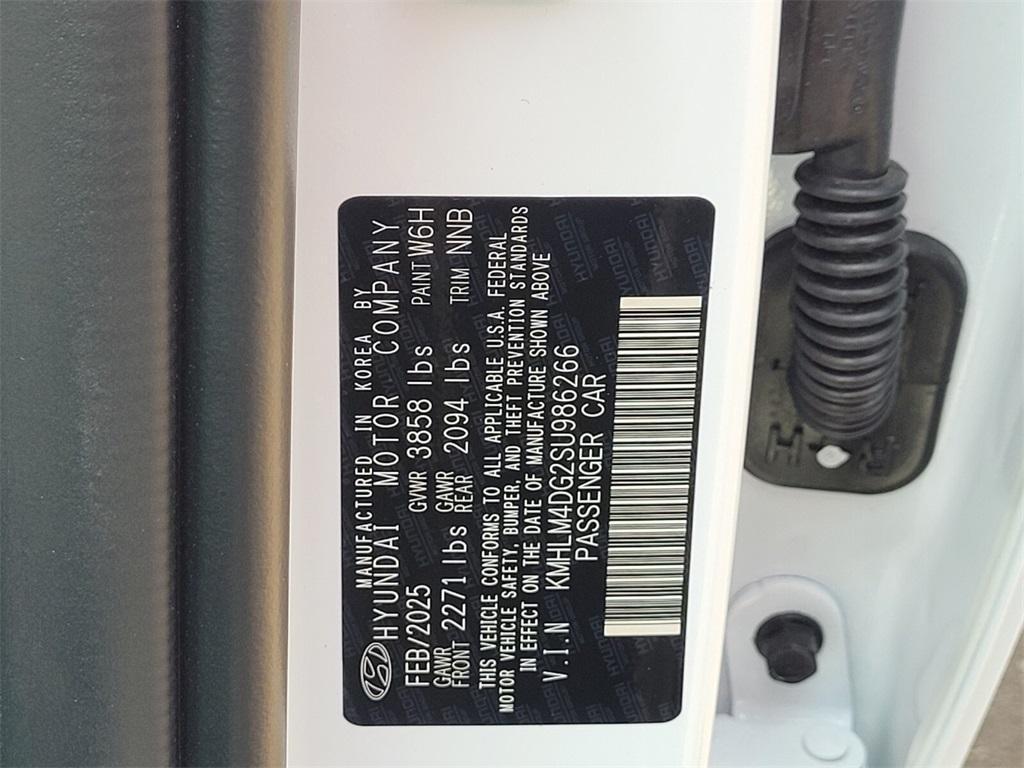 MANUFACTURED IN KOREA BY
HYUNDAI MOTOR COMPANY
FEB/2025 GVWR 3858 lbs PAINT W6H
GAWR FRONT 2271 lbs GAWR REAR 2094 lbs TRIM NNB
THIS VEHICLE CONFORMS TO ALL APPLICABLE U.S.A. FEDERAL
MOTOR VEHICLE SAFETY, BUMPER, AND THEFT PREVENTION STANDARDS
IN EFFECT ON THE DATE OF MANUFACTURE SHOWN ABOVE
V.I.N KMHLM4DG2SU986266
PASSENGER CAR